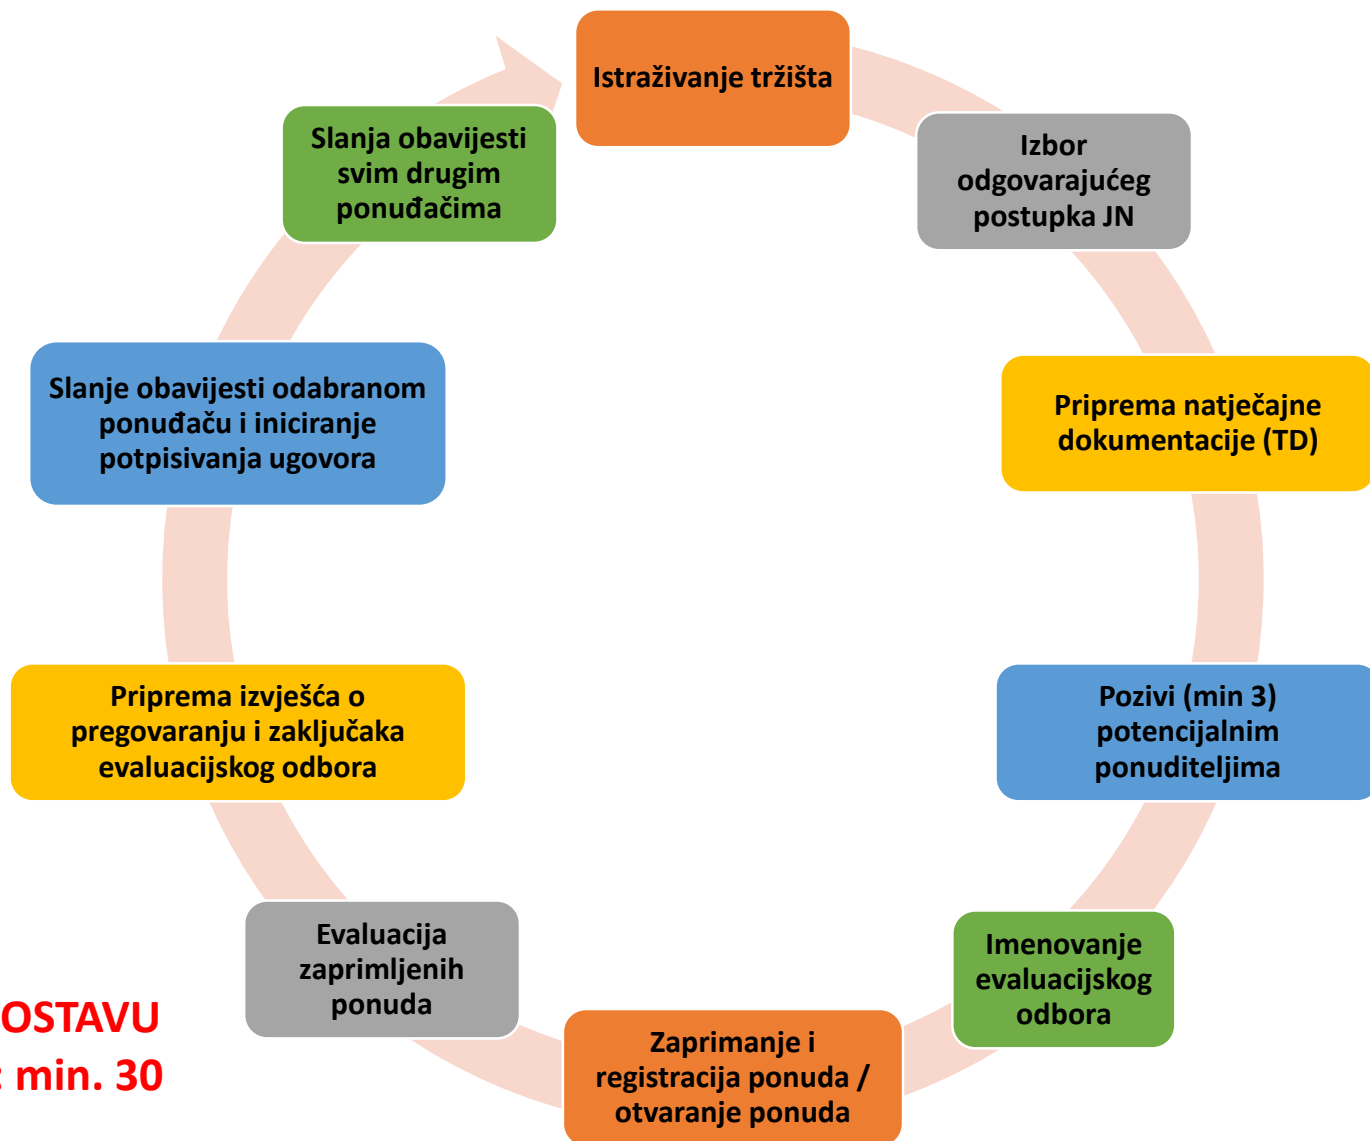 Istraživanje tržišta
Izbor
odgovarajućeg
postupka JN
Priprema natječajne
dokumentacije (TD)
Pozivi (min 3)
potencijalnim
ponuditeljima
Imenovanje
evaluacijskog
odbora
Zaprimanje i
registracija ponuda /
otvaranje ponuda
Evaluacija
zaprimljenih
ponuda
Priprema izvješća o
pregovaranju i zaključaka
evaluacijskog odbora
Slanje obavijesti odabranom
ponuđaču i iniciranje
potpisivanja ugovora
Slanja obavijesti
svim drugim
ponuđačima
OSTAVU
: min. 30